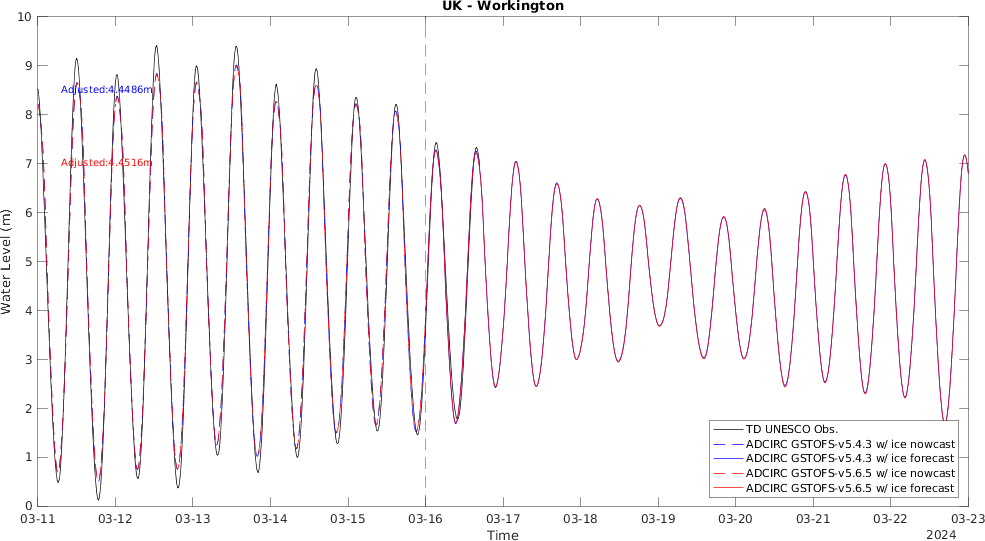 UK - Workington
10
9
8
7
6
5
4
3
2
1
0
Water Level (m)
Adjusted:4.4486m
Adjusted:4.4516m
TD UNESCO Obs.
ADCIRC GSTOFS-v5.4.3 w/ ice nowcast
ADCIRC GSTOFS-v5.4.3 w/ ice forecast
ADCIRC GSTOFS-v5.6.5 w/ ice nowcast
ADCIRC GSTOFS-v5.6.5 w/ ice forecast
03-11 03-12 03-13 03-14 03-15 03-16 03-17 03-18 03-19 03-20 03-21 03-22 03-23
Time
2024